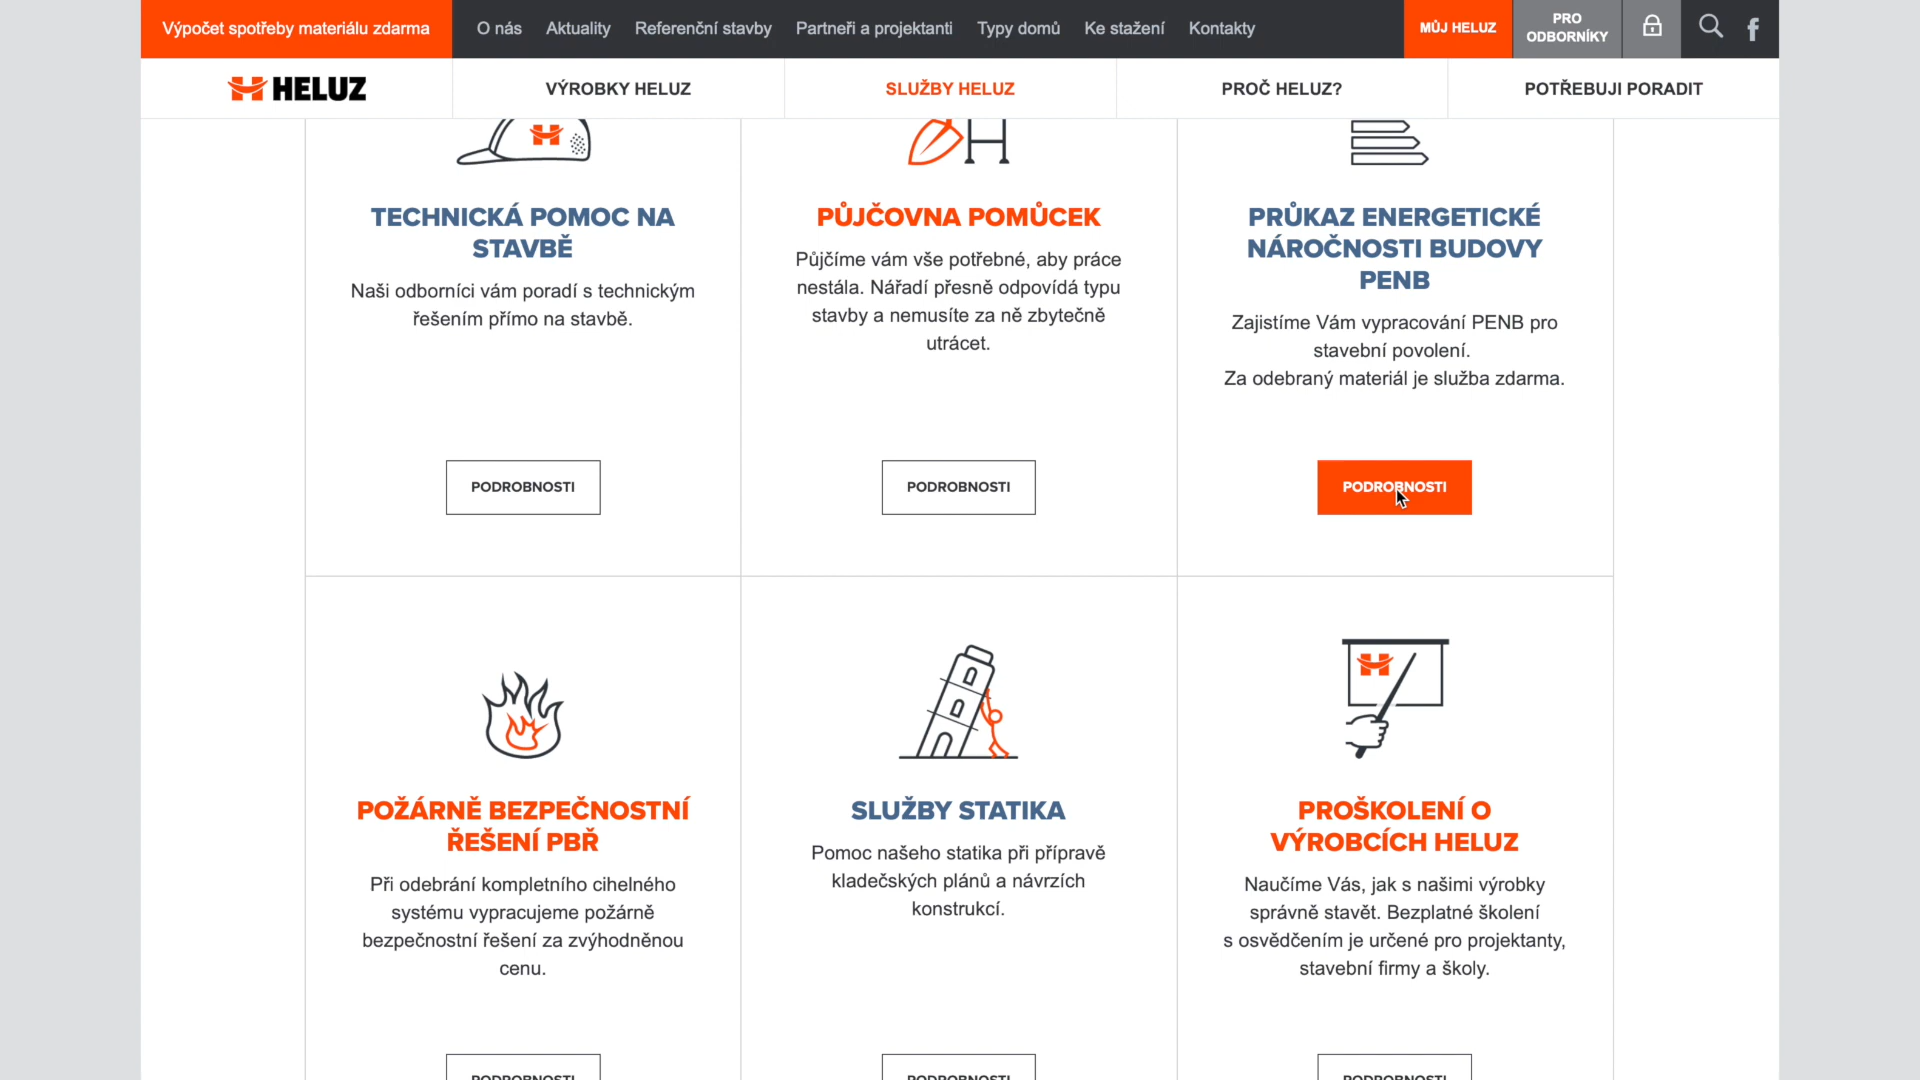 Výpočet spotřeby materiálu zdarma
O nás
Aktuality
Referenční stavby
Partneři a projektanti
Typy domů
Ke stažení
Kontakty
MŮJ HELUZ
PRO
ODBORNÍKY
HELUZ
VÝROBKY HELUZ
SLUŽBY HELUZ
PROČ HELUZ?
POTŘEBUJI PORADIT
TECHNICKÁ POMOC NA
STAVBĚ
Naši odborníci vám poradí s technickým
řešením přímo na stavbě.
PODROBNOSTI
PŮJČOVNA POMŮCEK
Půjčíme vám vše potřebné, aby práce
nestála. Nářadí přesně odpovídá typu
stavby a nemusíte za ně zbytečně
utrácet.
PODROBNOSTI
PRŮKAZ ENERGETICKÉ
NÁROČNOSTI BUDOVY
PENB
Zajistíme Vám vypracování PENB pro
stavební povolení.
Za odebraný materiál je služba zdarma.
PODROBNOSTI
POŽÁRNĚ BEZPEČNOSTNÍ
ŘEŠENÍ PBŘ
Při odebrání kompletního cihelného
systému vypracujeme požárně
bezpečnostní řešení za zvýhodněnou
cenu.
PODROBNOSTI
SLUŽBY STATIKA
Pomoc našeho statika při přípravě
kladečských plánů a návrzích
konstrukcí.
PODROBNOSTI
PROŠKOLENÍ O
VÝROBCÍCH HELUZ
Naučíme Vás, jak s našimi výrobky
správně stavět. Bezplatné školení
s osvědčením je určené pro projektanty,
stavební firmy a školy.
PODROBNOSTI